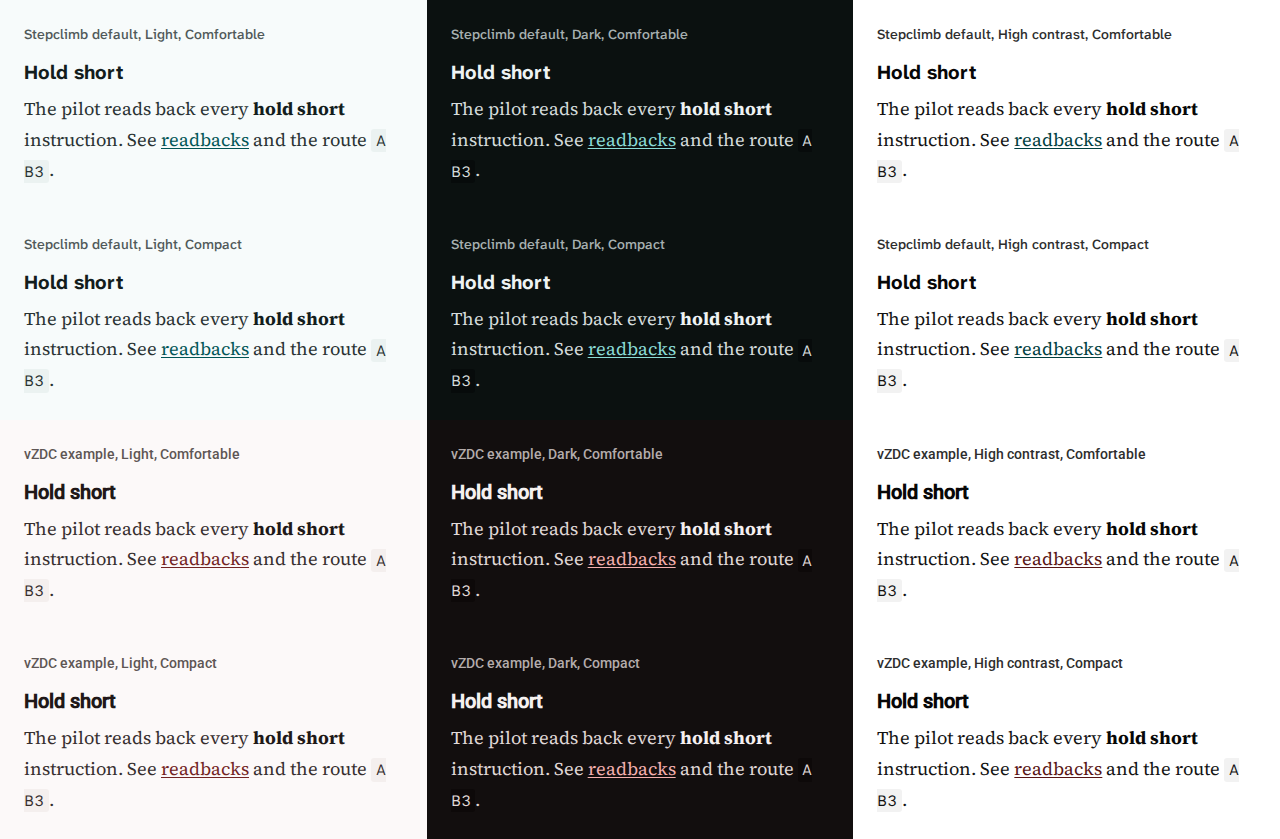 Stepclimb default, Light, Comfortable
Hold short
The pilot reads back every hold short
instruction. See readbacks and the route A
B3 .
Stepclimb default, Dark, Comfortable
Hold short
The pilot reads back every hold short
instruction. See readbacks and the route A
B3 .
Stepclimb default, High contrast, Comfortable
Hold short
The pilot reads back every hold short
instruction. See readbacks and the route A
B3 .
Stepclimb default, Light, Compact
Hold short
The pilot reads back every hold short
instruction. See readbacks and the route A
B3 .
Stepclimb default, Dark, Compact
Hold short
The pilot reads back every hold short
instruction. See readbacks and the route A
B3 .
Stepclimb default, High contrast, Compact
Hold short
The pilot reads back every hold short
instruction. See readbacks and the route A
B3 .
vZDC example, Light, Comfortable
Hold short
The pilot reads back every hold short
instruction. See readbacks and the route A
B3 .
vZDC example, Dark, Comfortable
Hold short
The pilot reads back every hold short
instruction. See readbacks and the route A
B3 .
vZDC example, High contrast, Comfortable
Hold short
The pilot reads back every hold short
instruction. See readbacks and the route A
B3 .
vZDC example, Light, Compact
Hold short
The pilot reads back every hold short
instruction. See readbacks and the route A
B3 .
vZDC example, Dark, Compact
Hold short
The pilot reads back every hold short
instruction. See readbacks and the route A
B3 .
vZDC example, High contrast, Compact
Hold short
The pilot reads back every hold short
instruction. See readbacks and the route A
B3 .